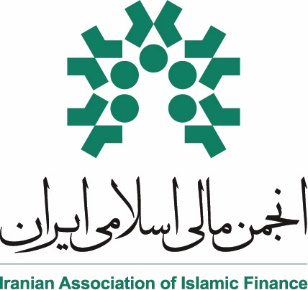 انجمن مالی اسلامی ایران
Iranian Association of Islamic Finance